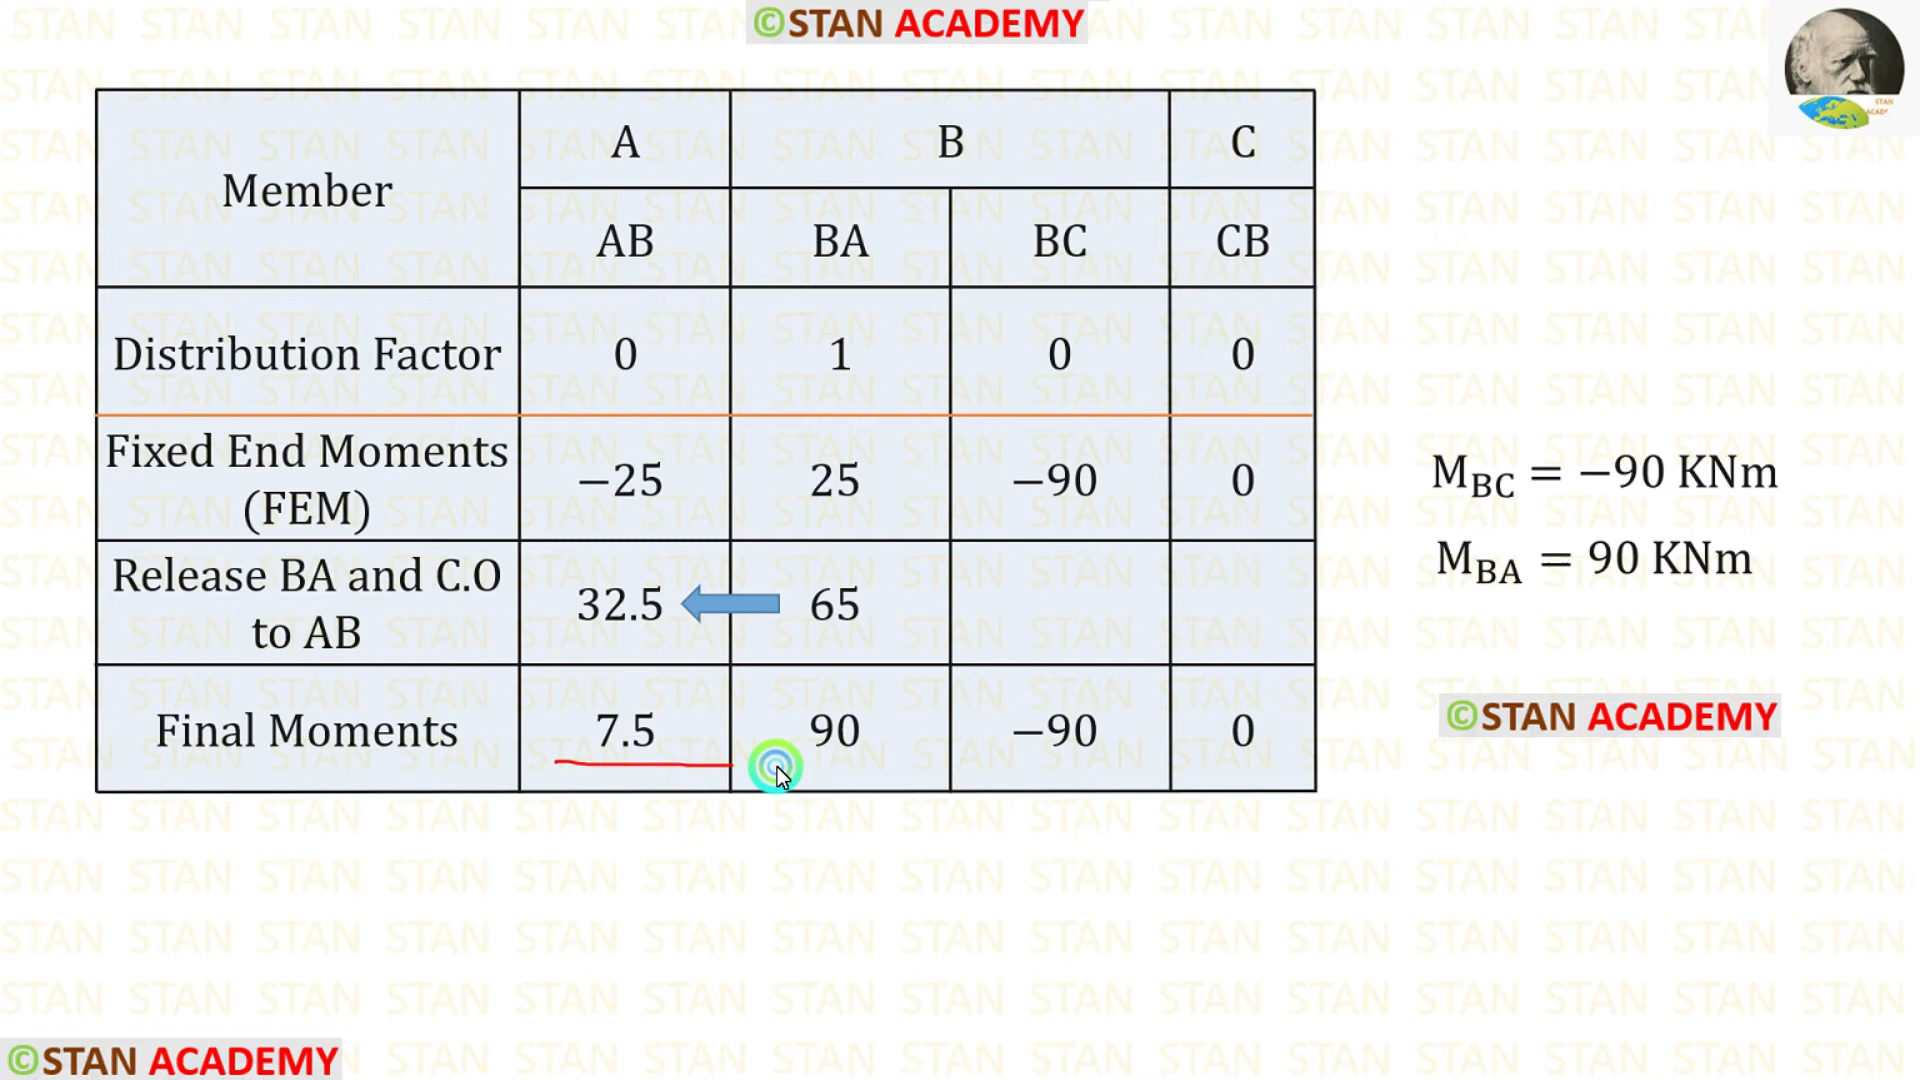 ©STAN ACADEMY
STAN
ACADY
Member
A
B
C
AB
BA
BC
CB
Distribution Factor
0
1
0
0
Fixed End Moments
(FEM)
−25
25
−90
0
Release BA and C.O
to AB
32.5
65
Final Moments
7.5
90
−90
0
M_BC = −90 KNm
M_BA = 90 KNm
©STAN ACADEMY
©STAN ACADEMY